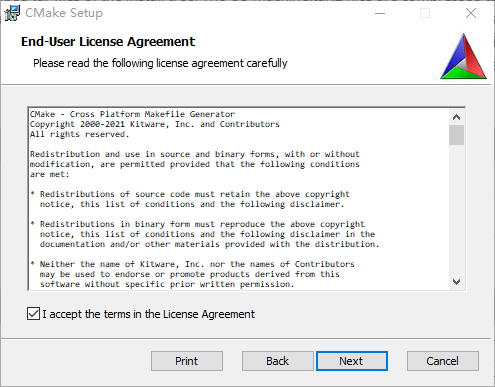 CMake Setup
End-User License Agreement
Please read the following license agreement carefully
CMake - Cross Platform Makefile Generator
Copyright 2000-2021 Kitware, Inc. and Contributors
All rights reserved.
Redistribution and use in source and binary forms, with or without
modification, are permitted provided that the following conditions
are met:
* Redistributions of source code must retain the above copyright
notice, this list of conditions and the following disclaimer.
* Redistributions in binary form must reproduce the above copyright
notice, this list of conditions and the following disclaimer in the
documentation and/or other materials provided with the distribution.
* Neither the name of Kitware, Inc. nor the names of Contributors
may be used to endorse or promote products derived from this
software without specific prior written permission.
I accept the terms in the License Agreement
Print Back Next Cancel